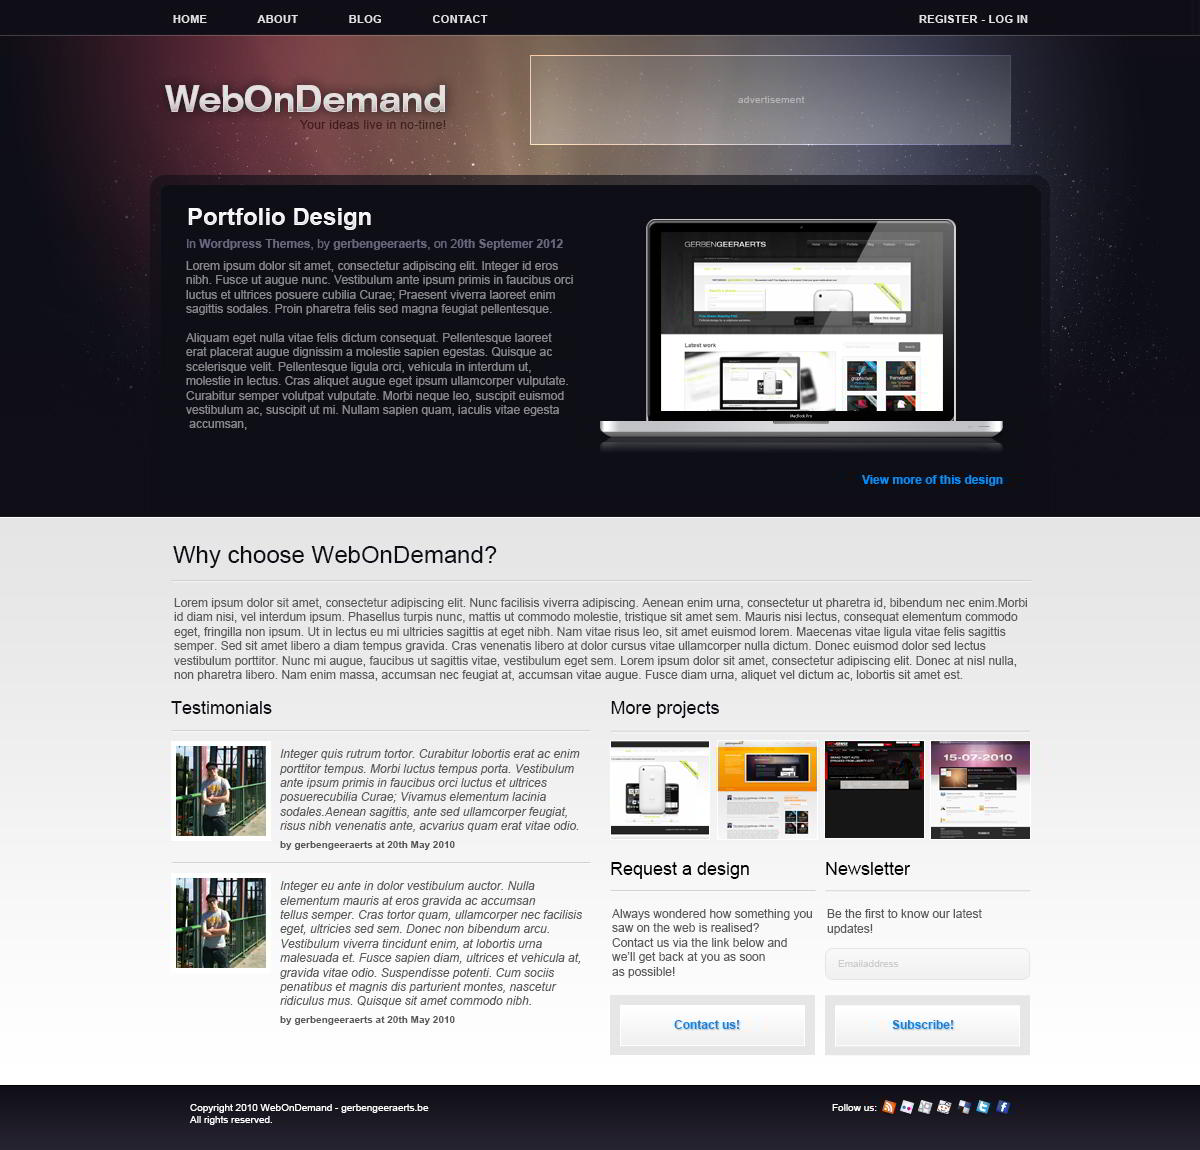 HOME ABOUT BLOG CONTACT REGISTER - LOG IN
WebOnDemand
Your ideas live in no-time!
advertisement
Portfolio Design
In Wordpress Themes, by gerbengeeraerts, on 20th Septemer 2012
Lorem ipsum dolor sit amet, consectetur adipiscing elit. Integer id eros
nibh. Fusce ut augue nunc. Vestibulum ante ipsum primis in faucibus orci
luctus et ultrices posuere cubilia Curae; Praesent viverra laoreet enim
sagittis sodales. Proin pharetra felis sed magna feugiat pellentesque.
Aliquam eget nulla vitae felis dictum consequat. Pellentesque laoreet
erat placerat augue dignissim a molestie sapien egestas. Quisque ac
scelerisque velit. Pellentesque ligula orci, vehicula in interdum ut,
molestie in lectus. Cras aliquet augue eget ipsum ullamcorper vulputate.
Curabitur semper volutpat vulputate. Morbi neque leo, suscipit euismod
vestibulum ac, suscipit ut mi. Nullam sapien quam, iaculis vitae egesta
accumsan,
GERBENGEERAERTS
Latest work
MacBook Pro
View more of this design
Why choose WebOnDemand?
Lorem ipsum dolor sit amet, consectetur adipiscing elit. Nunc facilisis viverra adipiscing. Aenean enim urna, consectetur ut pharetra id, bibendum nec enim.Morbi
id diam nisi, vel interdum ipsum. Phasellus turpis nunc, mattis ut commodo molestie, tristique sit amet sem. Mauris nisi lectus, consequat elementum commodo
eget, fringilla non ipsum. Ut in lectus eu mi ultricies sagittis at eget nibh. Nam vitae risus leo, sit amet euismod lorem. Maecenas vitae ligula vitae felis sagittis
semper. Sed sit amet libero a diam tempus gravida. Cras venenatis libero at dolor cursus vitae ullamcorper nulla dictum. Donec euismod dolor sed lectus
vestibulum porttitor. Nunc mi augue, faucibus ut sagittis vitae, vestibulum eget sem. Lorem ipsum dolor sit amet, consectetur adipiscing elit. Donec at nisl nulla,
non pharetra libero. Nam enim massa, accumsan nec feugiat at, accumsan vitae augue. Fusce diam urna, aliquet vel dictum ac, lobortis sit amet est.
Testimonials
Integer quis rutrum tortor. Curabitur lobortis erat ac enim
porttitor tempus. Morbi luctus tempus porta. Vestibulum
ante ipsum primis in faucibus orci luctus et ultrices
posuerecubilia Curae; Vivamus elementum lacinia
sodales.Aenean sagittis, ante sed ullamcorper feugiat,
risus nibh venenatis ante, acvarius quam erat vitae odio.
by gerbengeeraerts at 20th May 2010
Integer eu ante in dolor vestibulum auctor. Nulla
elementum mauris at eros gravida ac accumsan
tellus semper. Cras tortor quam, ullamcorper nec facilisis
eget, ultricies sed sem. Donec non bibendum arcu.
Vestibulum viverra tincidunt enim, at lobortis urna
malesuada et. Fusce sapien diam, ultrices et vehicula at,
gravida vitae odio. Suspendisse potenti. Cum sociis
penatibus et magnis dis parturient montes, nascetur
ridiculus mus. Quisque sit amet commodo nibh.
by gerbengeeraerts at 20th May 2010
More projects
15-07-2010
Request a design
Always wondered how something you
saw on the web is realised?
Contact us via the link below and
we'll get back at you as soon
as possible!
Contact us!
Newsletter
Be the first to know our latest
updates!
Emailaddress
Subscribe!
Copyright 2010 WebOnDemand - gerbengeeraerts.be
All rights reserved.
Follow us: